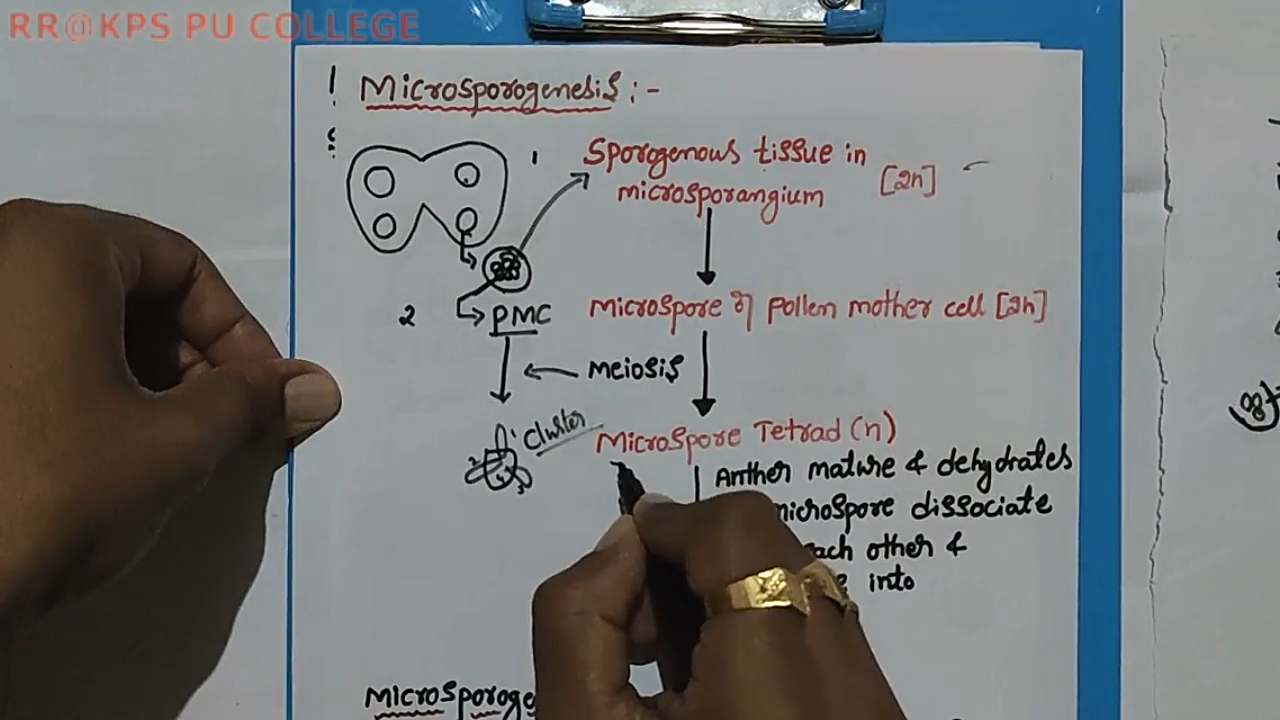 RR@KPS PU COLLEGE
! Microsporogenesis :-
1 Sporogenous tissue in
microsporangium [2n]
2 PMC Microspore of pollen mother cell [2n]
Meiosis
Cluster
Microspore Tetrad (n)
Anther mature & dehydrates
microspore dissociate
each other &
into
Microsporoge